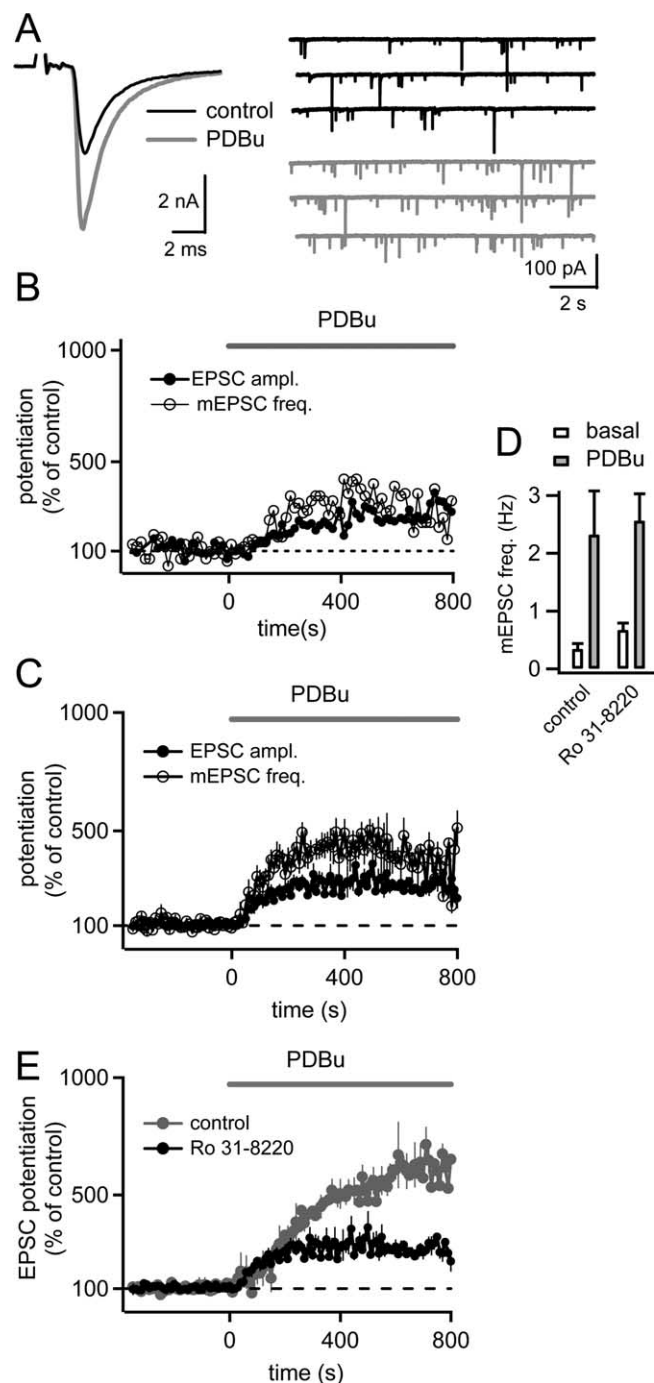 A
control
PDBu
2 nA
2 ms
100 pA
2 s
B
PDBu
1000
500
100
potentiation
(% of control)
EPSC ampl.
mEPSC freq.
0
400
800
time(s)
D
basal
PDBu
3
2
1
0
mEPSC freq. (Hz)
control
Ro 31-8220
C
PDBu
1000
500
100
potentiation
(% of control)
EPSC ampl.
mEPSC freq.
0
400
800
time (s)
E
PDBu
1000
500
100
EPSC potentiation
(% of control)
control
Ro 31-8220
0
400
800
time (s)